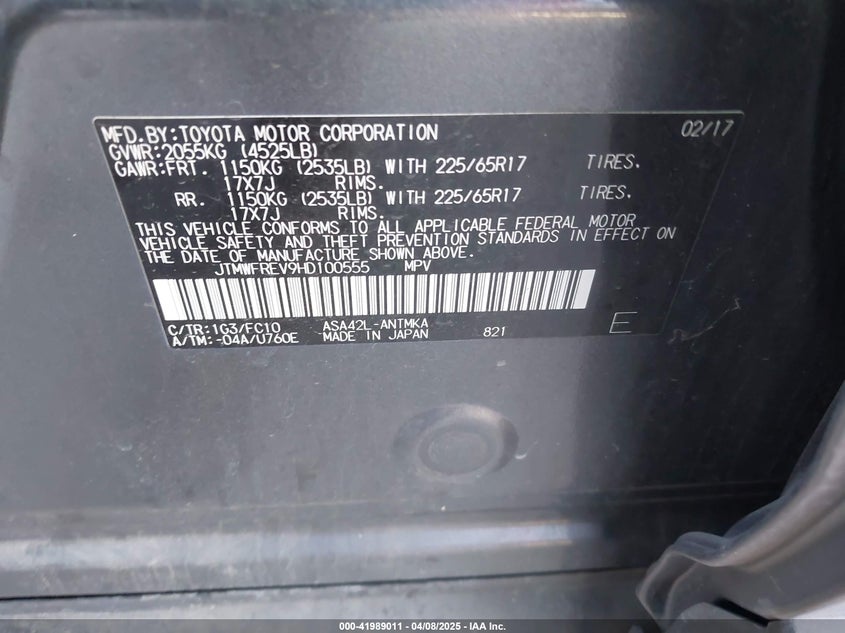 MFD.BY:TOYOTA MOTOR CORPORATION 02/17
GVWR:2055KG (4525LB)
GAWR:FRT. 1150KG (2535LB) WITH 225/65R17 TIRES.
17X7J RIMS.
RR. 1150KG (2535LB) WITH 225/65R17 TIRES.
17X7J RIMS.
THIS VEHICLE CONFORMS TO ALL APPLICABLE FEDERAL MOTOR
VEHICLE SAFETY AND THEFT PREVENTION STANDARDS IN EFFECT ON
THE DATE OF MANUFACTURE SHOWN ABOVE.
JTMWFREV9HD100555 MPV
C/TR:1G3/FC10 ASA42L-ANTMKA
A/TM:-04A/U760E MADE IN JAPAN 821 E
000-41989011 - 04/08/2025 - IAA Inc.